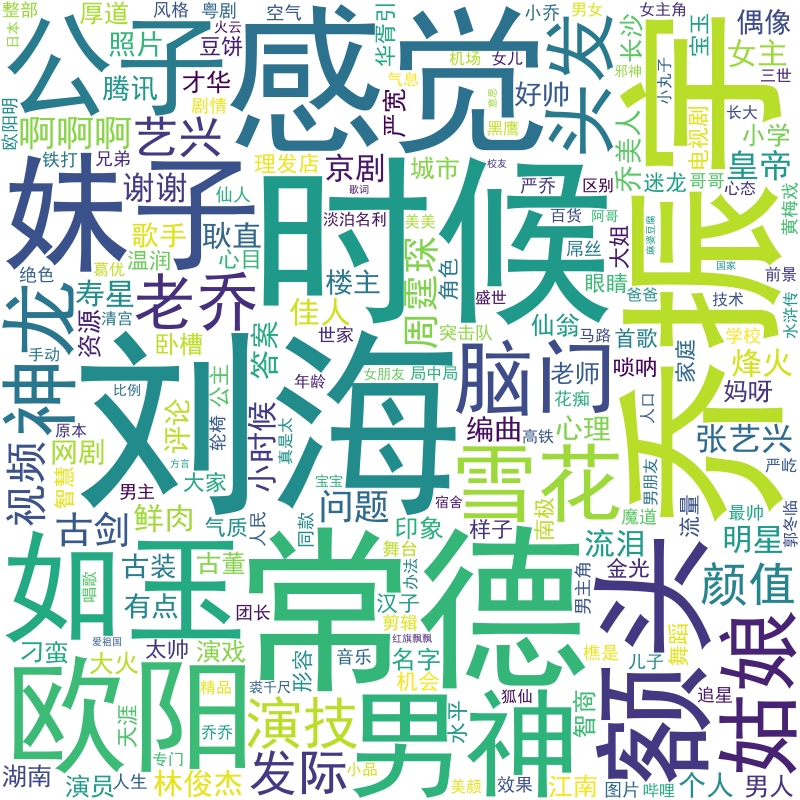 整部
风格
粤剧
火云
空气
小乔
男女
女主角
日本
厚道
豆饼
华胥引
机场
女儿
邪神
小丸子
宝玉
长沙
偶像
公子
感觉
头发
宇
照片
腾讯
才华
剧情
严宽
好帅
气息
黑鹰
意思
女主
三世
欧阳明
啊啊啊
艺兴
理发店
京剧
城市
乔美人
电视剧
小学
长大
铁打
兄弟
校友
迷龙
哥哥
皇帝
妹子
谢谢
仙人
歌词
时候
严乔
区别
心态
黄梅戏
振
歌手
耿直
淡泊名利
美美
百货
阿哥
麻婆豆腐
绝色
温润
心目
楼主
周霆琛
角色
屌丝
大姐
眼睛
龙
葛优
清宫
老乔
佳人
盛世
仙翁
国家
爸爸
前景
寿星
资源
世家
突击队
马路
首歌
技术
水浒传
神
手动
卧槽
答案
刘海
脑门
唢呐
家庭
学校
烽火
公主
女朋友
局中局
老师
妈呀
年龄
花痴
比例
原本
轮椅
小时候
真是太
编曲
心理
高铁
人口
乔
张艺兴
视频
网剧
评论
智慧
男主
大家
方言
宝宝
宿舍
雪花
男朋友
严屹
古剑
鲜肉
气质
人民
问题
同款
印象
样子
南极
魔道
流量
最帅
郭冬临
如玉
古装
古董
舞台
办法
常德
流泪
明星
唱歌
有点
团长
汉子
剪辑
男主角
金光
额头
颜值
姑娘
刁蛮
爱祖国
太帅
演戏
形容
音乐
名字
红旗飘飘
樵是
舞蹈
大火
儿子
欧阳
天涯
精品
裘千尺
机会
狐仙
智商
追星
乔乔
演技
男神
水平
湖南
专门
演员
人生
林俊杰
发际
小品
美颜
效果
江南
图片
哔哩
个人
男人